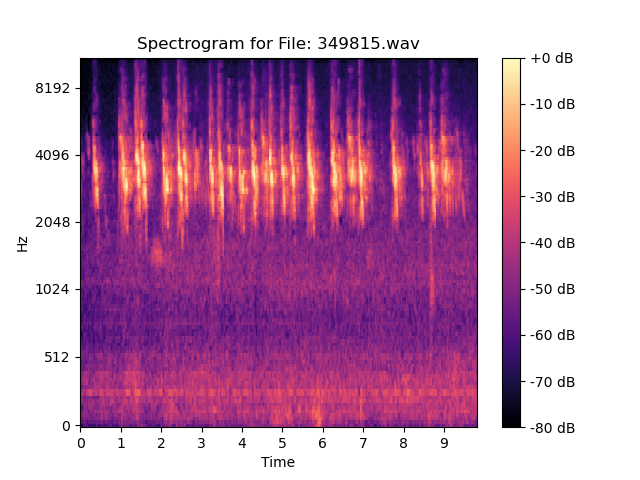 Spectrogram for File: 349815.wav
Hz
8192
4096
2048
1024
512
0
0 1 2 3 4 5 6 7 8 9
Time
+0 dB
-10 dB
-20 dB
-30 dB
-40 dB
-50 dB
-60 dB
-70 dB
-80 dB